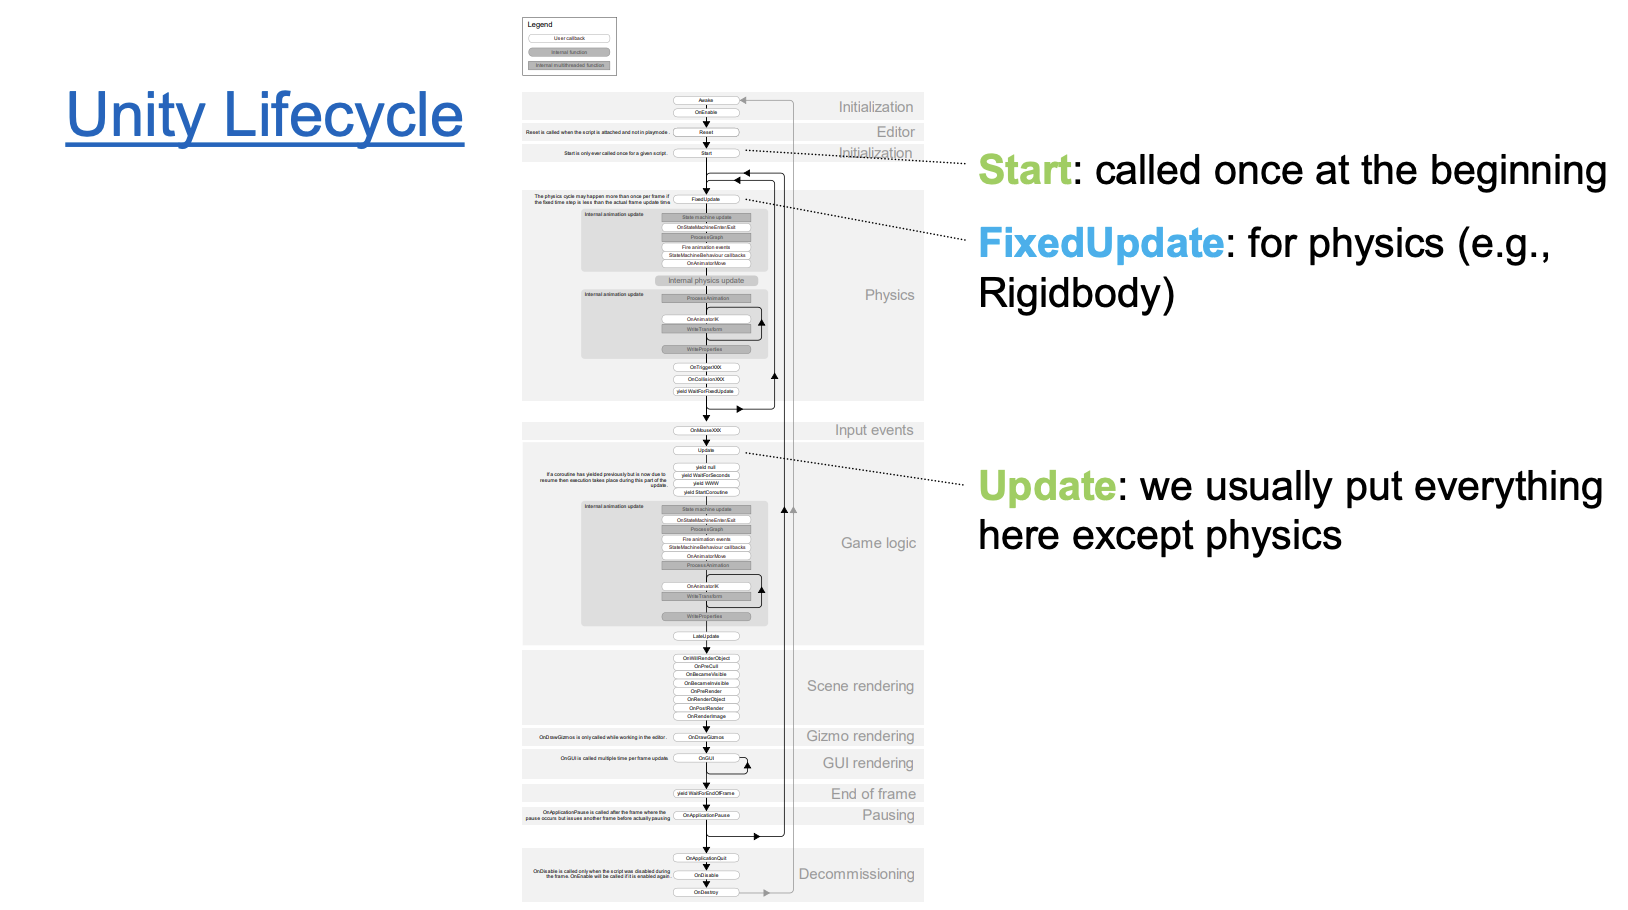 Legend
User callback
Internal function
Internal multithreaded function
Unity Lifecycle
Awake
OnEnable
Initialization
Reset is called when the script is attached and not in playmode .
Reset
Editor
Start is only ever called once for a given script .
Start
Initialization
Start: called once at the beginning
The physics cycle may happen more than once per frame if
the fixed time step is less than the actual frame update time
FixedUpdate
Internal animation update
State machine update
OnStateMachineEnter/Exit
ProcessGraph
Fire animation events
StateMachineBehaviour callbacks
OnAnimatorMove
Internal physics update
Internal animation update
ProcessAnimation
OnAnimatorIK
WriteTransform
WriteProperties
OnTriggerXXX
OnCollisionXXX
yield WaitForFixedUpdate
Physics
FixedUpdate: for physics (e.g.,
Rigidbody)
OnMouseXXX
Input events
Update
yield null
If a coroutine has yielded previously but is now due to
resume then execution takes place during this part of the
update.
yield WaitForSeconds
yield WWW
yield StartCoroutine
Internal animation update
State machine update
OnStateMachineEnter/Exit
ProcessGraph
Fire animation events
StateMachineBehaviour callbacks
OnAnimatorMove
ProcessAnimation
OnAnimatorIK
WriteTransform
WriteProperties
LateUpdate
Game logic
Update: we usually put everything
here except physics
OnWillRenderObject
OnPreCull
OnBecameVisible
OnBecameInvisible
OnPreRender
OnRenderObject
OnPostRender
OnRenderImage
Scene rendering
OnDrawGizmos is only called while working in the editor .
OnDrawGizmos
Gizmo rendering
OnGUI is called multiple time per frame update
OnGUI
GUI rendering
yield WaitForEndOfFrame
End of frame
OnApplicationPause is called after the frame where the
pause occurs but issues another frame before actually pausing
OnApplicationPause
Pausing
OnApplicationQuit
OnDisable is called only when the script was disabled during
the frame. OnEnable will be called if it is enabled again.
OnDisable
OnDestroy
Decommissioning